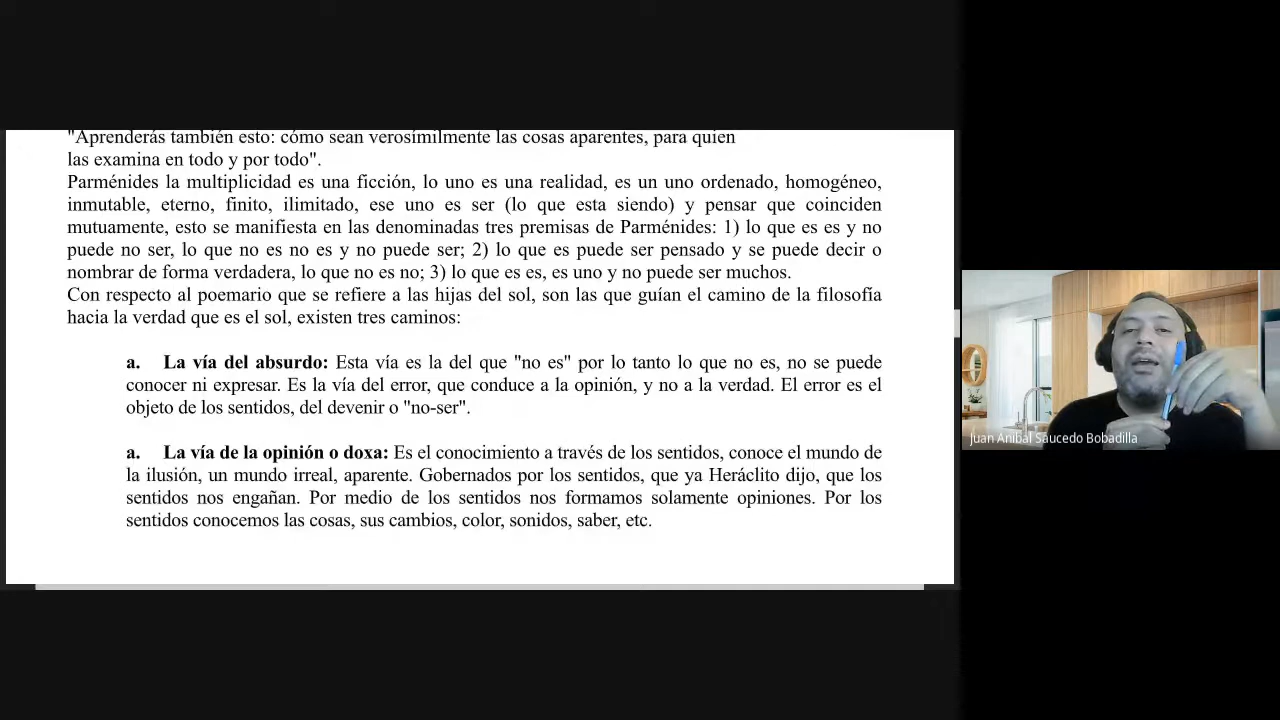 "Aprenderás también esto: cómo sean verosímilmente las cosas aparentes, para quien
las examina en todo y por todo".
Parménides la multiplicidad es una ficción, lo uno es una realidad, es un uno ordenado, homogéneo,
inmutable, eterno, finito, ilimitado, ese uno es ser (lo que esta siendo) y pensar que coinciden
mutuamente, esto se manifiesta en las denominadas tres premisas de Parménides: 1) lo que es es y no
puede no ser, lo que no es no es y no puede ser; 2) lo que es puede ser pensado y se puede decir o
nombrar de forma verdadera, lo que no es no; 3) lo que es es, es uno y no puede ser muchos.
Con respecto al poemario que se refiere a las hijas del sol, son las que guían el camino de la filosofía
hacia la verdad que es el sol, existen tres caminos:
a. La vía del absurdo: Esta vía es la del que "no es" por lo tanto lo que no es, no se puede
conocer ni expresar. Es la vía del error, que conduce a la opinión, y no a la verdad. El error es el
objeto de los sentidos, del devenir o "no-ser".
a. La vía de la opinión o doxa: Es el conocimiento a través de los sentidos, conoce el mundo de
la ilusión, un mundo irreal, aparente. Gobernados por los sentidos, que ya Heráclito dijo, que los
sentidos nos engañan. Por medio de los sentidos nos formamos solamente opiniones. Por los
sentidos conocemos las cosas, sus cambios, color, sonidos, saber, etc.
Juan Anibal Saucedo Bobadilla